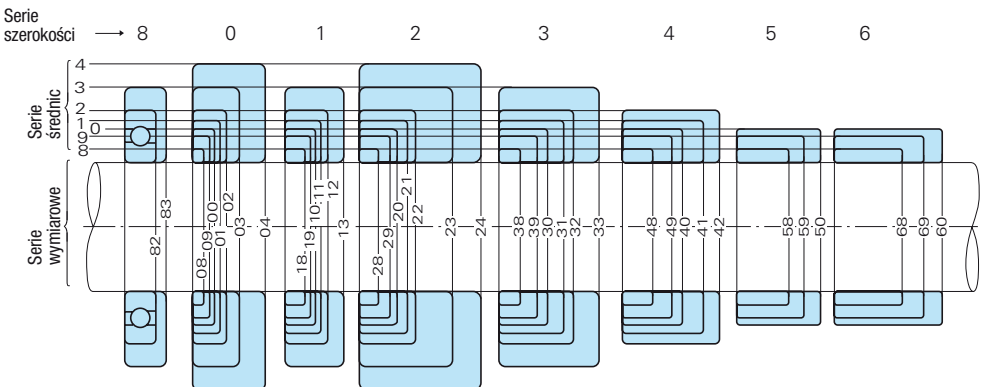 Serie
szerokości → 8 0 1 2 3 4 5 6
Serie
średnic
4
3
2
1
0
9
8
Serie
wymiarowe
82 83
08 09 00 01 02 03 04
18 19 10 11 12 13
28 29 20 21 22 23 24
38 39 30 31 32 33
48 49 40 41 42
58 59 50
68 69 60